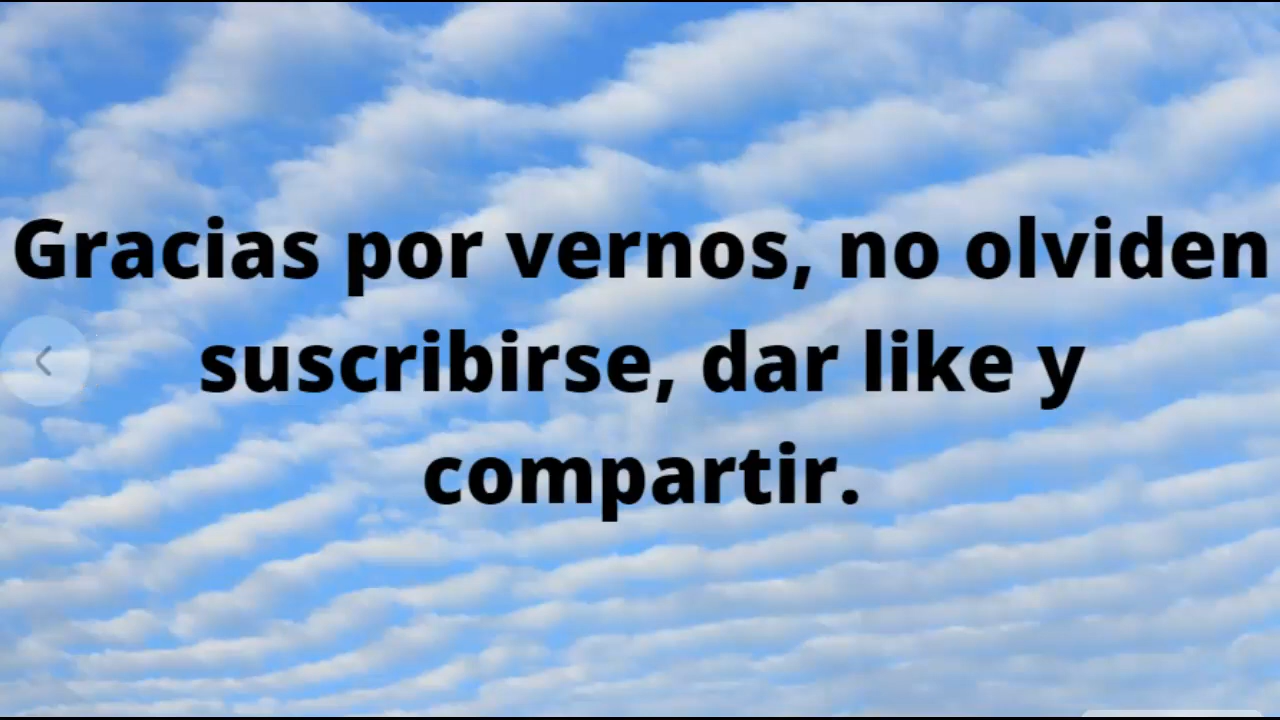 Gracias por vernos, no olviden
suscribirse, dar like y
compartir.